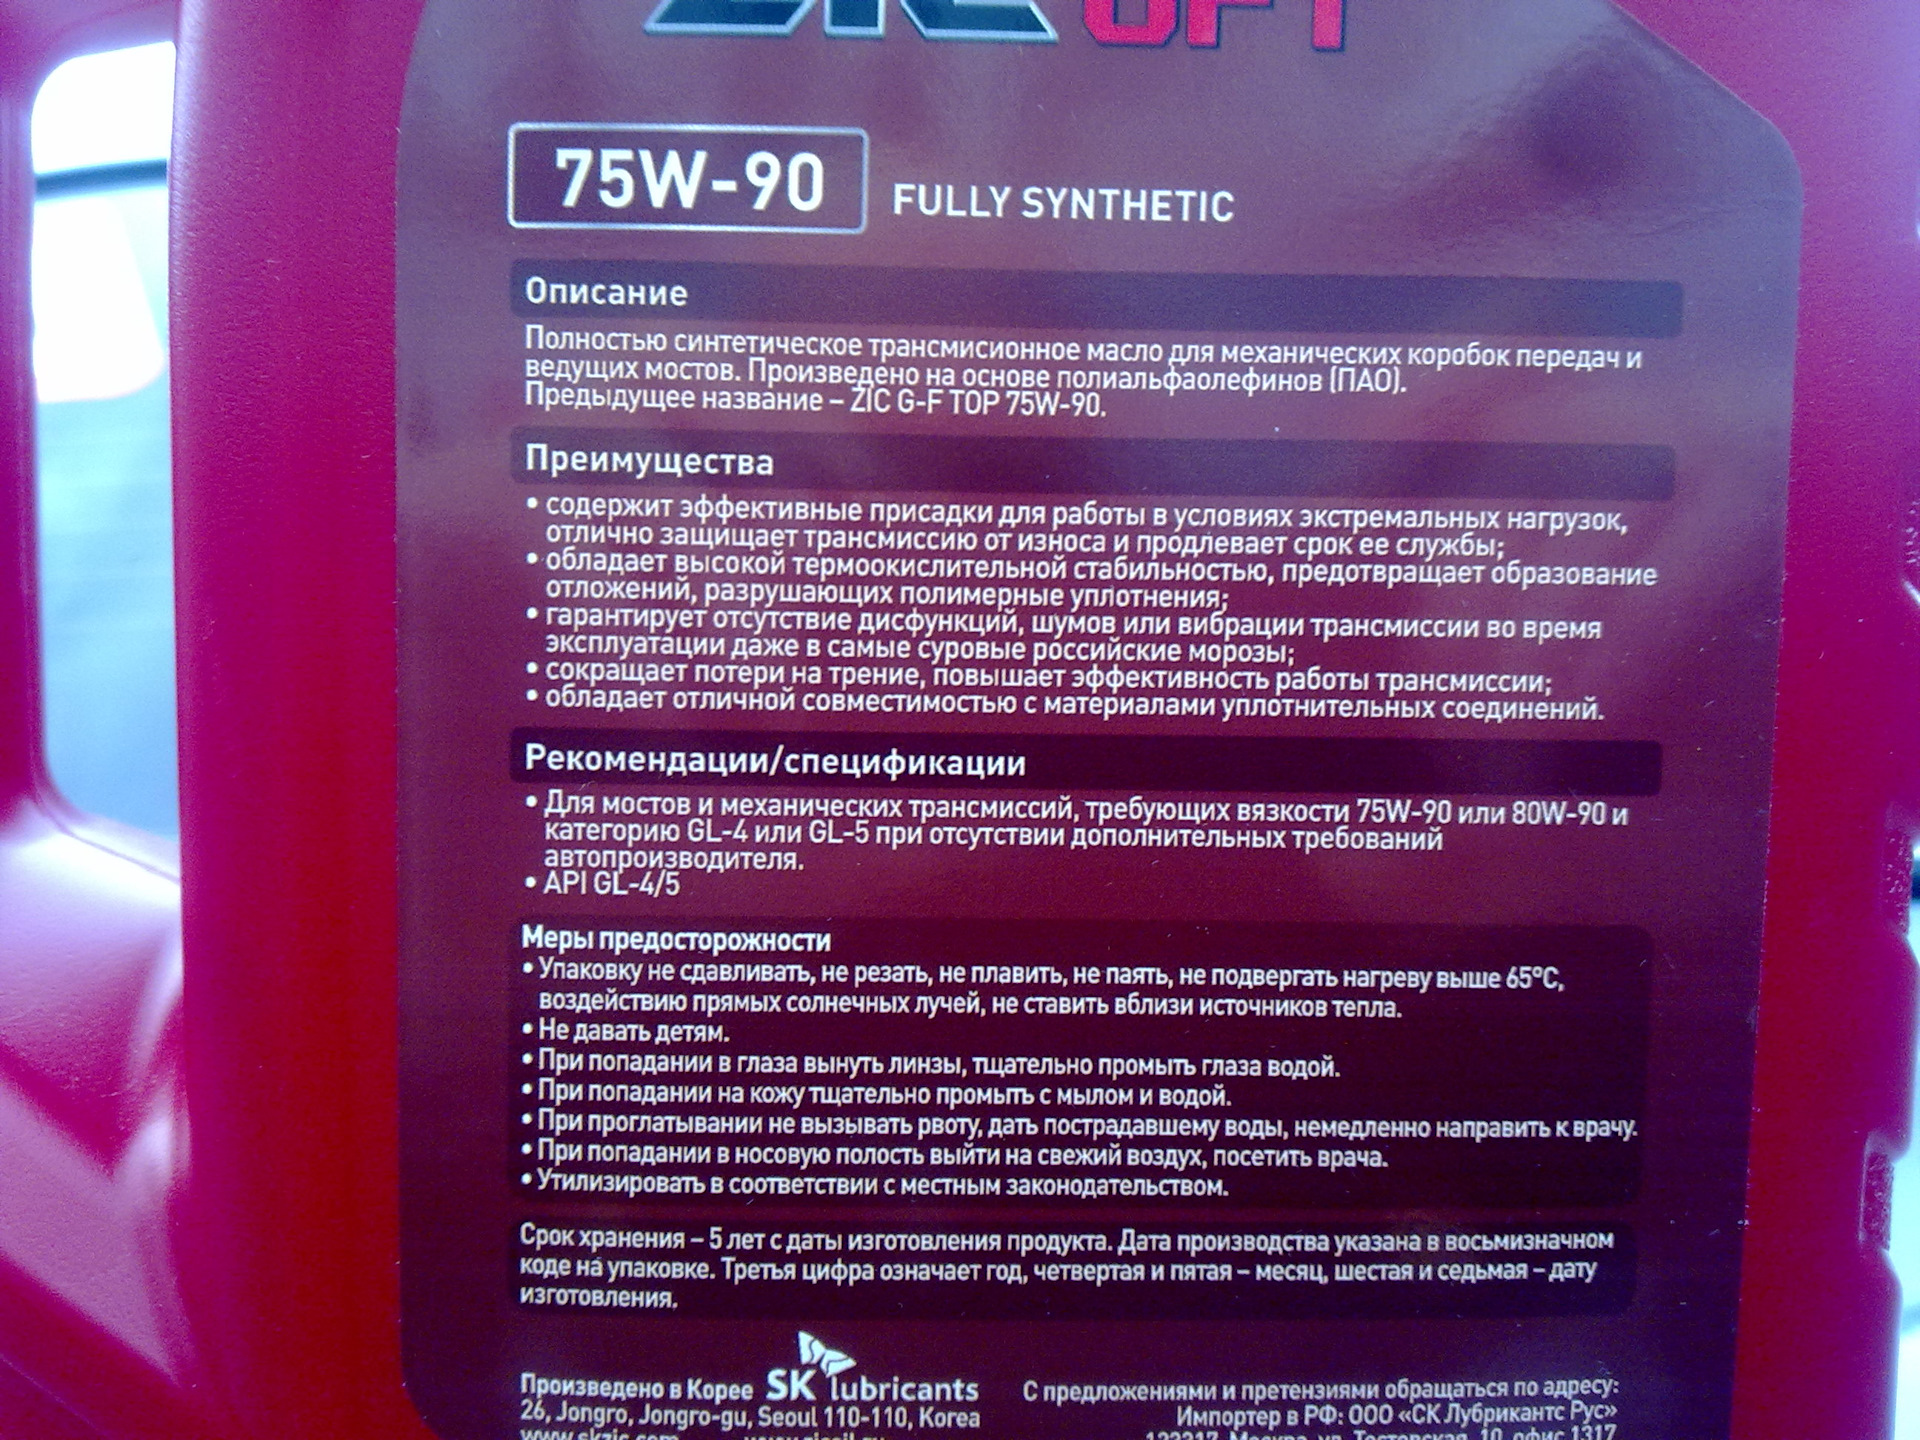 ZIC GFT
75W-90 FULLY SYNTHETIC
Описание
Полностью синтетическое трансмисионное масло для механических коробок передач и
ведущих мостов. Произведено на основе полиальфаолефинов (ПАО).
Предыдущее название – ZIC G-F TOP 75W-90.
Преимущества
• содержит эффективные присадки для работы в условиях экстремальных нагрузок,
отлично защищает трансмиссию от износа и продлевает срок ее службы;
• обладает высокой термоокислительной стабильностью, предотвращает образование
отложений, разрушающих полимерные уплотнения;
• гарантирует отсутствие дисфункций, шумов или вибрации трансмиссии во время
эксплуатации даже в самые суровые российские морозы;
• сокращает потери на трение, повышает эффективность работы трансмиссии;
• обладает отличной совместимостью с материалами уплотнительных соединений.
Рекомендации/спецификации
• Для мостов и механических трансмиссий, требующих вязкости 75W-90 или 80W-90 и
категорию GL-4 или GL-5 при отсутствии дополнительных требований
автопроизводителя.
• API GL-4/5
Меры предосторожности
• Упаковку не сдавливать, не резать, не плавить, не паять, не подвергать нагреву выше 65°C,
воздействию прямых солнечных лучей, не ставить вблизи источников тепла.
• Не давать детям.
• При попадании в глаза вынуть линзы, тщательно промыть глаза водой.
• При попадании на кожу тщательно промыть с мылом и водой.
• При проглатывании не вызывать рвоту, дать пострадавшему воды, немедленно направить к врачу.
• При попадании в носовую полость выйти на свежий воздух, посетить врача.
• Утилизировать в соответствии с местным законодательством.
Срок хранения – 5 лет с даты изготовления продукта. Дата производства указана в восьмизначном
коде на упаковке. Третья цифра означает год, четвертая и пятая – месяц, шестая и седьмая – дату
изготовления.
Произведено в Корее SK lubricants
26, Jongro, Jongro-gu, Seoul 110-110, Korea
www.skzic.com
С предложениями и претензиями обращаться по адресу:
Импортер в РФ: ООО «СК Лубрикантс Рус»
123317, Москва, ул. Тестовская, 10, офис 1317